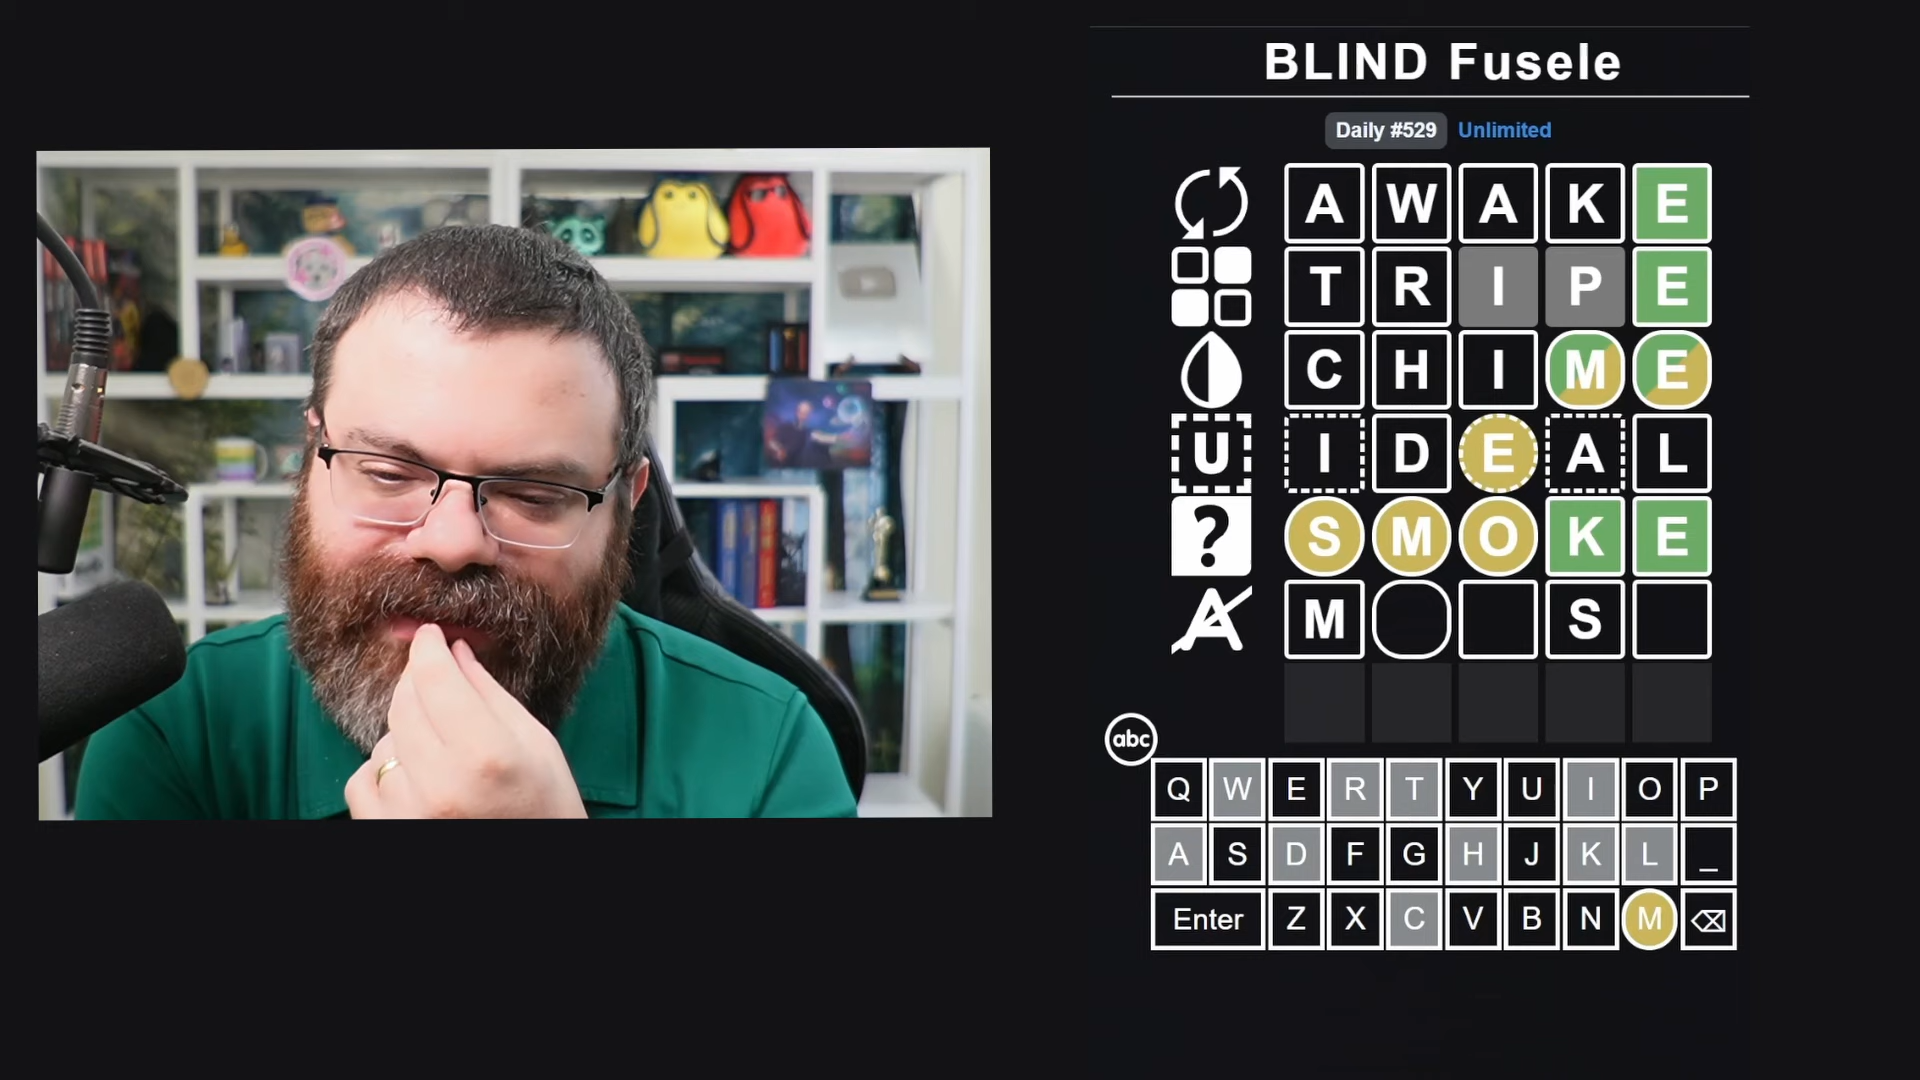 BLIND Fusele
Daily #529 Unlimited
A W A K E
T R I P E
C H I M E
U I D E A L
? S M O K E
A M S
abc
Q W E R T Y U I O P
A S D F G H J K L _
Enter Z X C V B N M